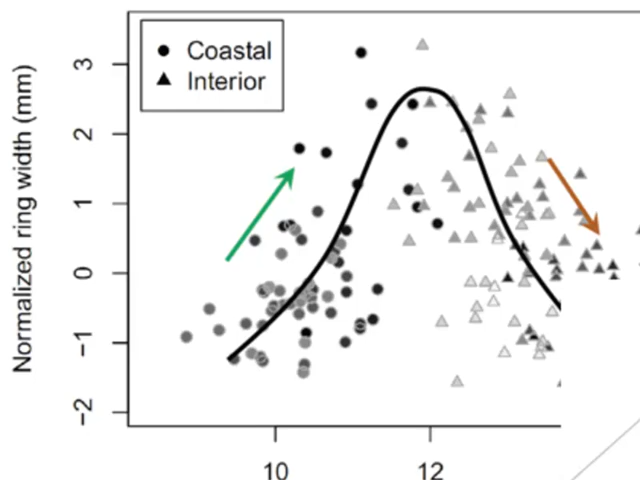 Coastal
Interior
Normalized ring width (mm)
3
2
1
0
−1
−2
10
12